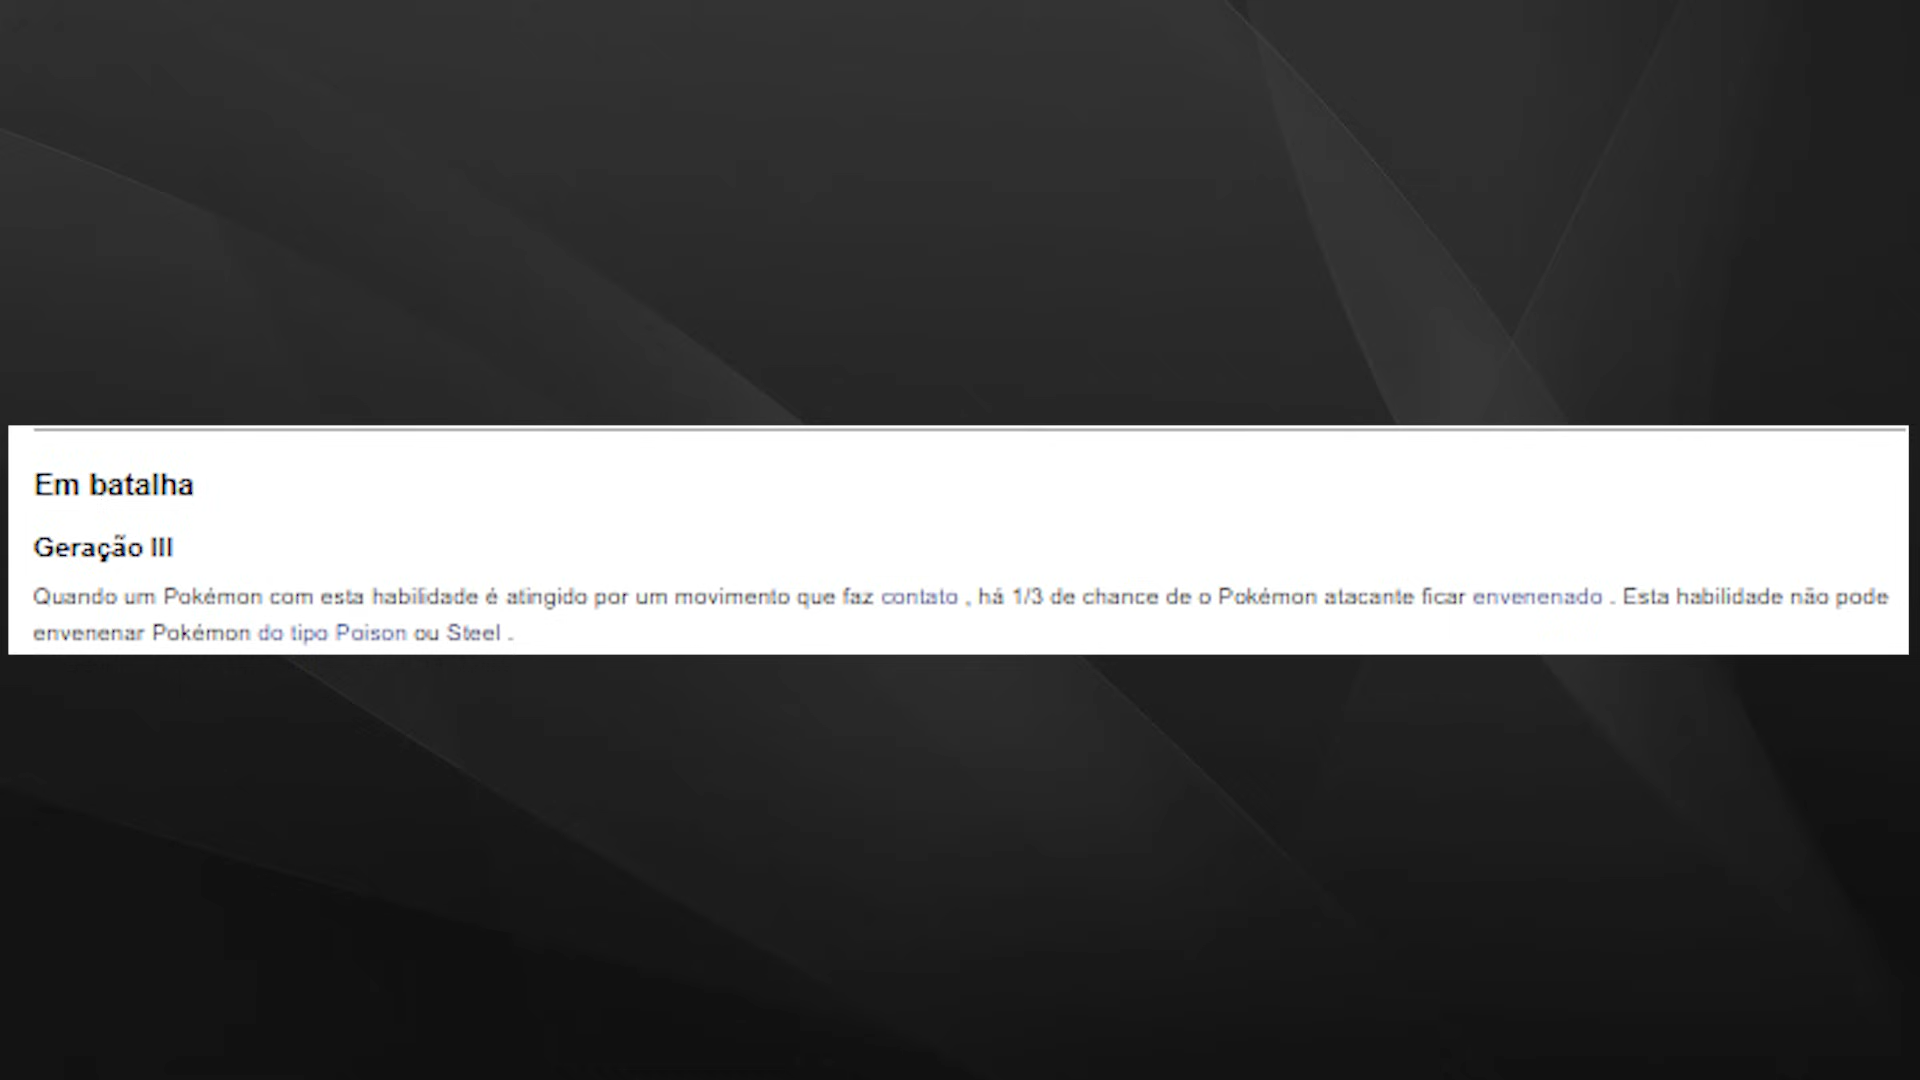 Em batalha
Geração III
Quando um Pokémon com esta habilidade é atingido por um movimento que faz contato , há 1/3 de chance de o Pokémon atacante ficar envenenado . Esta habilidade não pode
envenenar Pokémon do tipo Poison ou Steel .